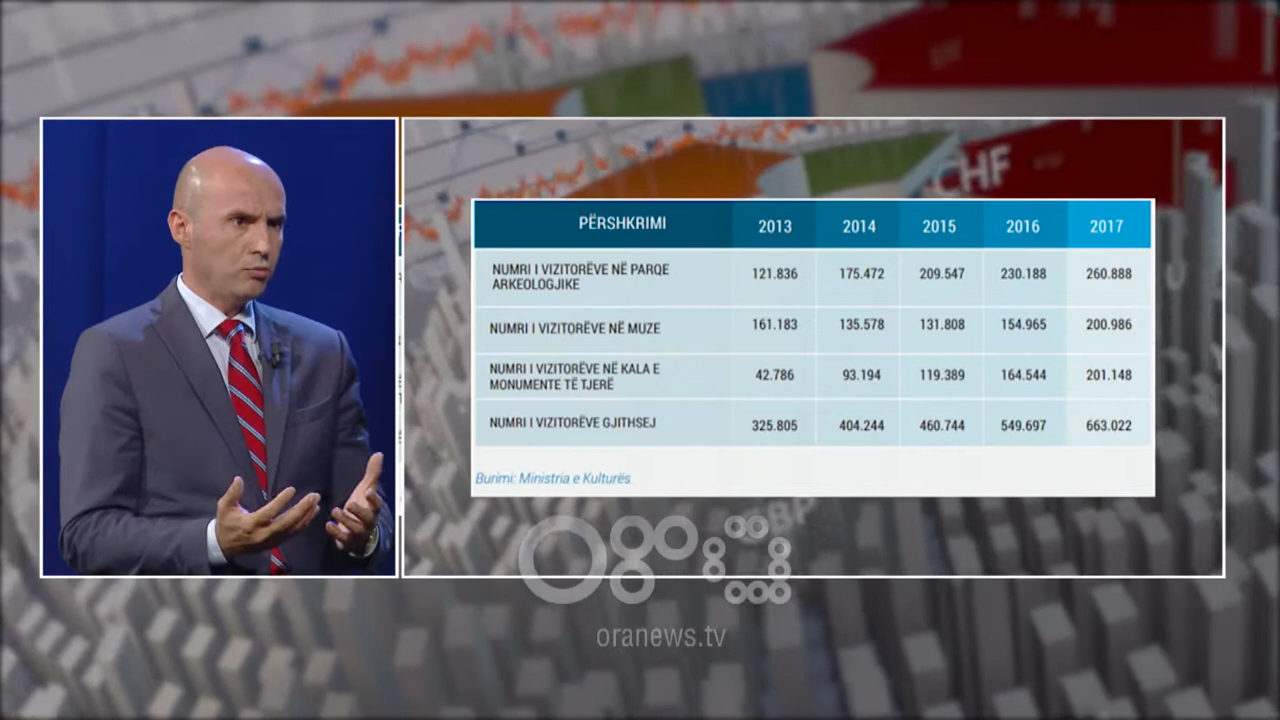 CHF
PËRSHKRIMI 2013 2014 2015 2016 2017
NUMRI I VIZITORËVE NË PARQE
ARKEOLOGJIKE 121.836 175.472 209.547 230.188 260.888
NUMRI I VIZITORËVE NË MUZE 161.183 135.578 131.808 154.965 200.986
NUMRI I VIZITORËVE NË KALA E
MONUMENTE TË TJERË 42.786 93.194 119.389 164.544 201.148
NUMRI I VIZITORËVE GJITHSEJ 325.805 404.244 460.744 549.697 663.022
Burimi: Ministria e Kulturës
oranews.tv